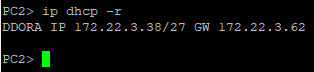 PC2> ip dhcp -r
DDORA IP 172.22.3.38/27 GW 172.22.3.62
PC2>